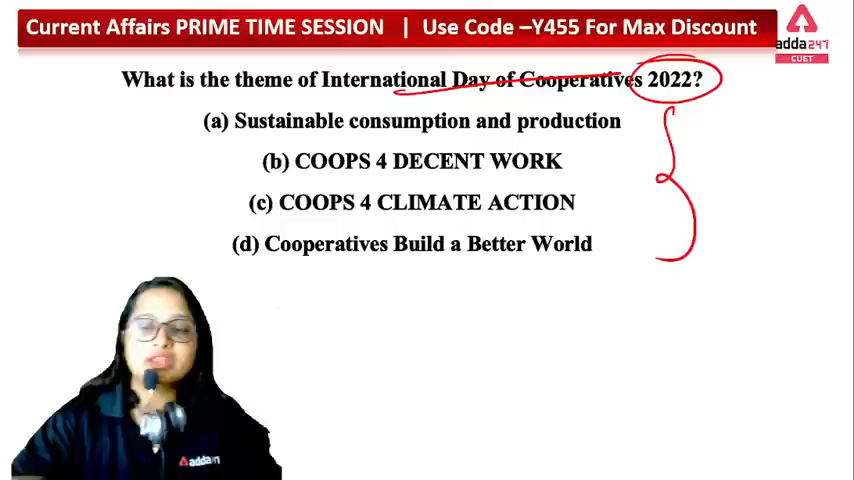 Current Affairs PRIME TIME SESSION | Use Code –Y455 For Max Discount
adda247
CUET
What is the theme of International Day of Cooperatives 2022?
(a) Sustainable consumption and production
(b) COOPS 4 DECENT WORK
(c) COOPS 4 CLIMATE ACTION
(d) Cooperatives Build a Better World
adda247